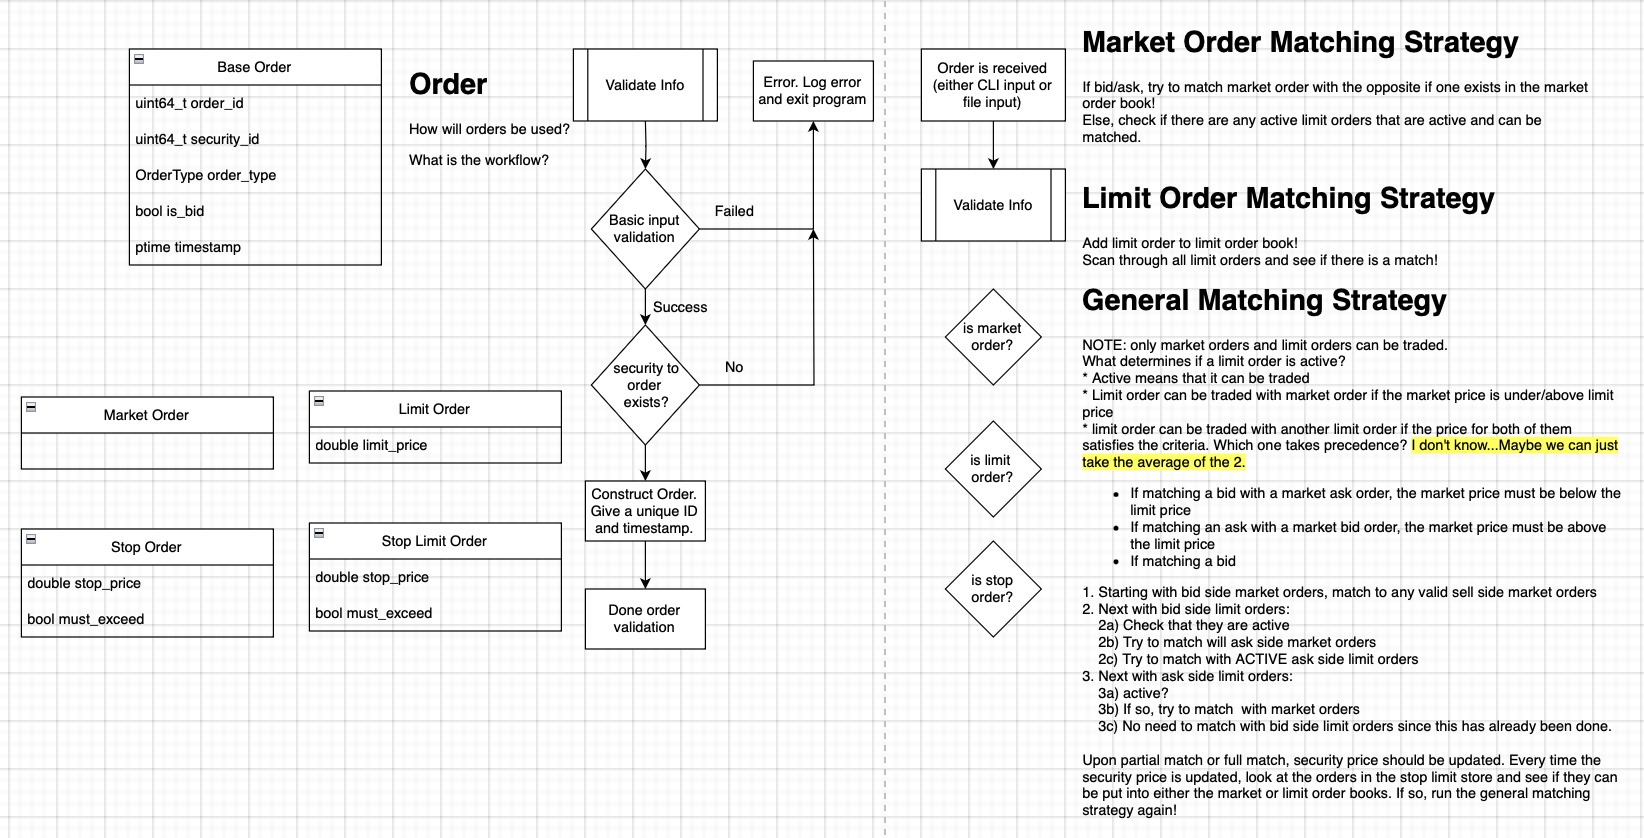 Base Order
uint64_t order_id
uint64_t security_id
OrderType order_type
bool is_bid
ptime timestamp
Order
How will orders be used?
What is the workflow?
Market Order
Limit Order
double limit_price
Stop Order
double stop_price
bool must_exceed
Stop Limit Order
double stop_price
bool must_exceed
Validate Info
Error. Log error
and exit program
Basic input
validation
Failed
Success
security to
order
exists?
No
Construct Order.
Give a unique ID
and timestamp.
Done order
validation
Order is received
(either CLI input or
file input)
Validate Info
is market
order?
is limit
order?
is stop
order?
Market Order Matching Strategy
If bid/ask, try to match market order with the opposite if one exists in the market
order book!
Else, check if there are any active limit orders that are active and can be
matched.
Limit Order Matching Strategy
Add limit order to limit order book!
Scan through all limit orders and see if there is a match!
General Matching Strategy
NOTE: only market orders and limit orders can be traded.
What determines if a limit order is active?
* Active means that it can be traded
* Limit order can be traded with market order if the market price is under/above limit
price
* limit order can be traded with another limit order if the price for both of them
satisfies the criteria. Which one takes precedence? I don't know...Maybe we can just
take the average of the 2.
• If matching a bid with a market ask order, the market price must be below the
limit price
• If matching an ask with a market bid order, the market price must be above
the limit price
• If matching a bid
1. Starting with bid side market orders, match to any valid sell side market orders
2. Next with bid side limit orders:
2a) Check that they are active
2b) Try to match will ask side market orders
2c) Try to match with ACTIVE ask side limit orders
3. Next with ask side limit orders:
3a) active?
3b) If so, try to match  with market orders
3c) No need to match with bid side limit orders since this has already been done.
Upon partial match or full match, security price should be updated. Every time the
security price is updated, look at the orders in the stop limit store and see if they can
be put into either the market or limit order books. If so, run the general matching
strategy again!